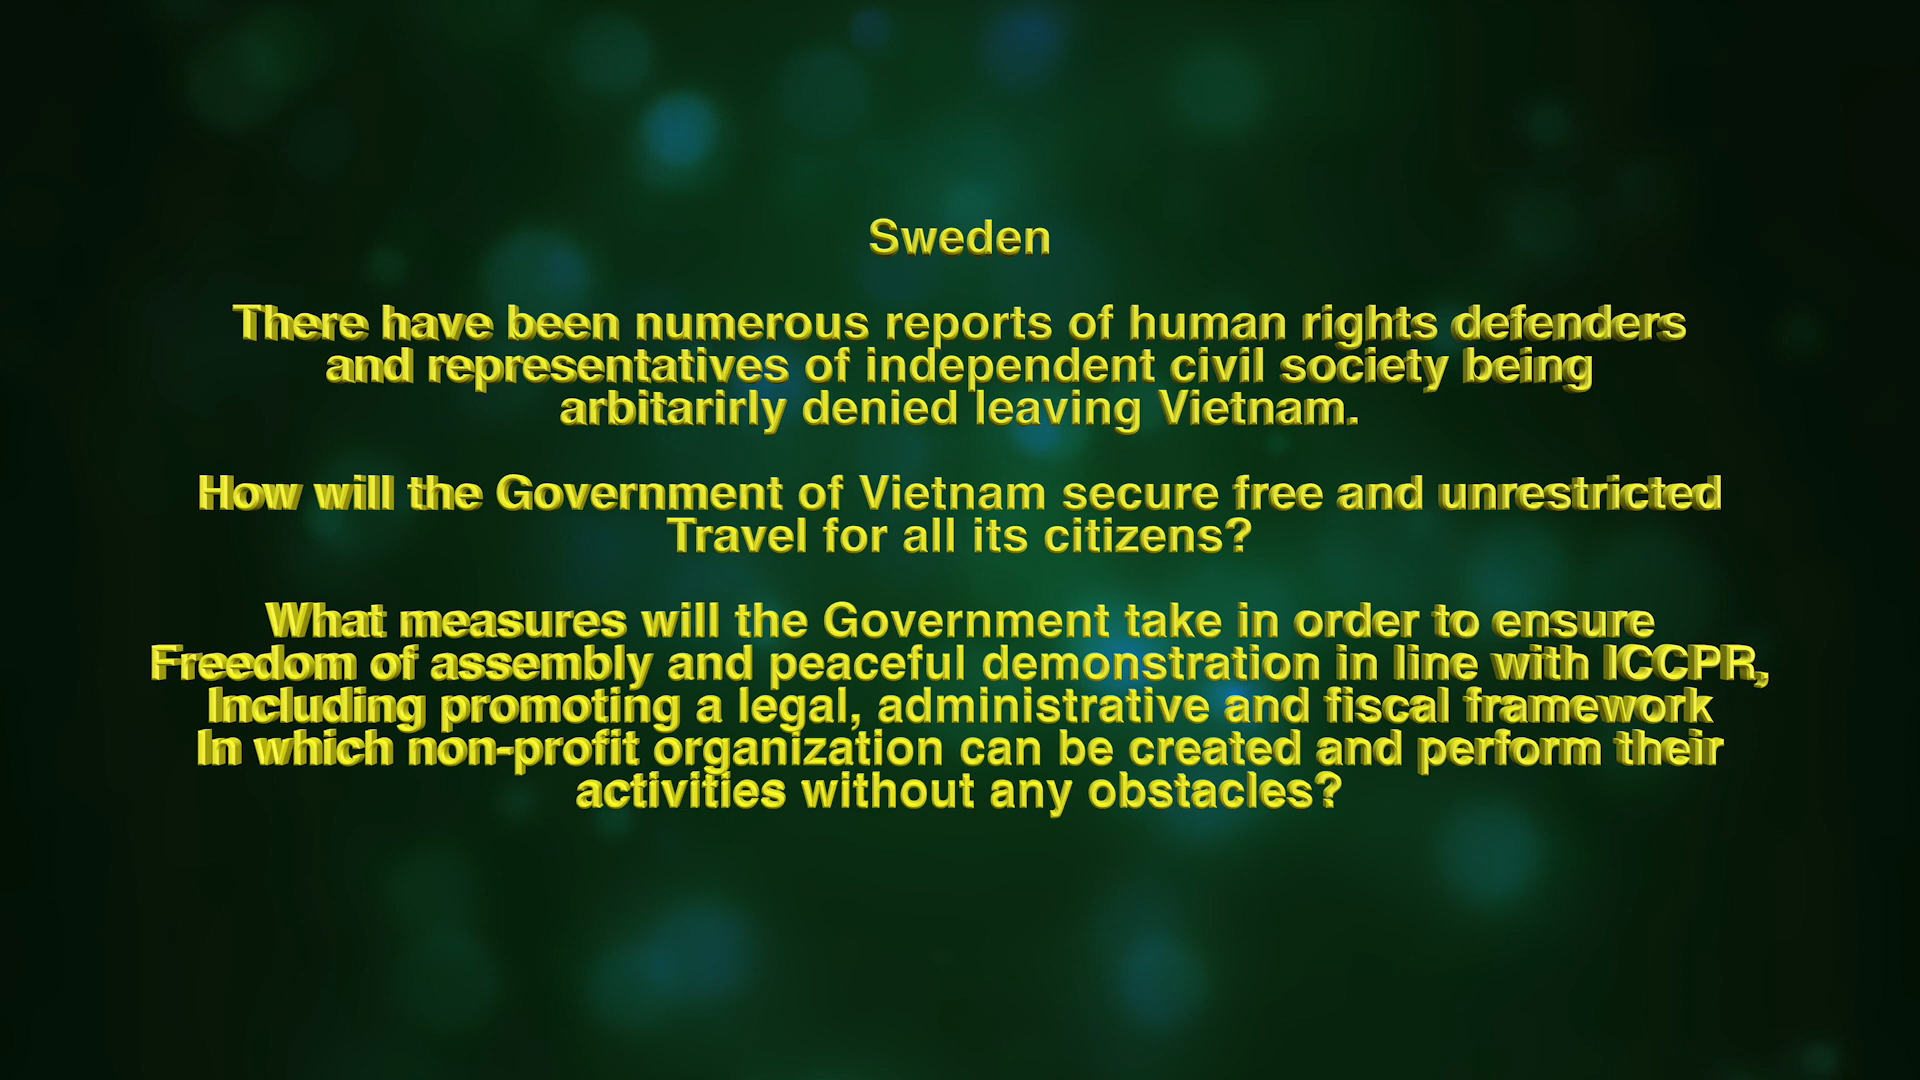 Sweden
There have been numerous reports of human rights defenders
and representatives of independent civil society being
arbitarirly denied leaving Vietnam.
How will the Government of Vietnam secure free and unrestricted
Travel for all its citizens?
What measures will the Government take in order to ensure
Freedom of assembly and peaceful demonstration in line with ICCPR,
Including promoting a legal, administrative and fiscal framework
In which non-profit organization can be created and perform their
activities without any obstacles?